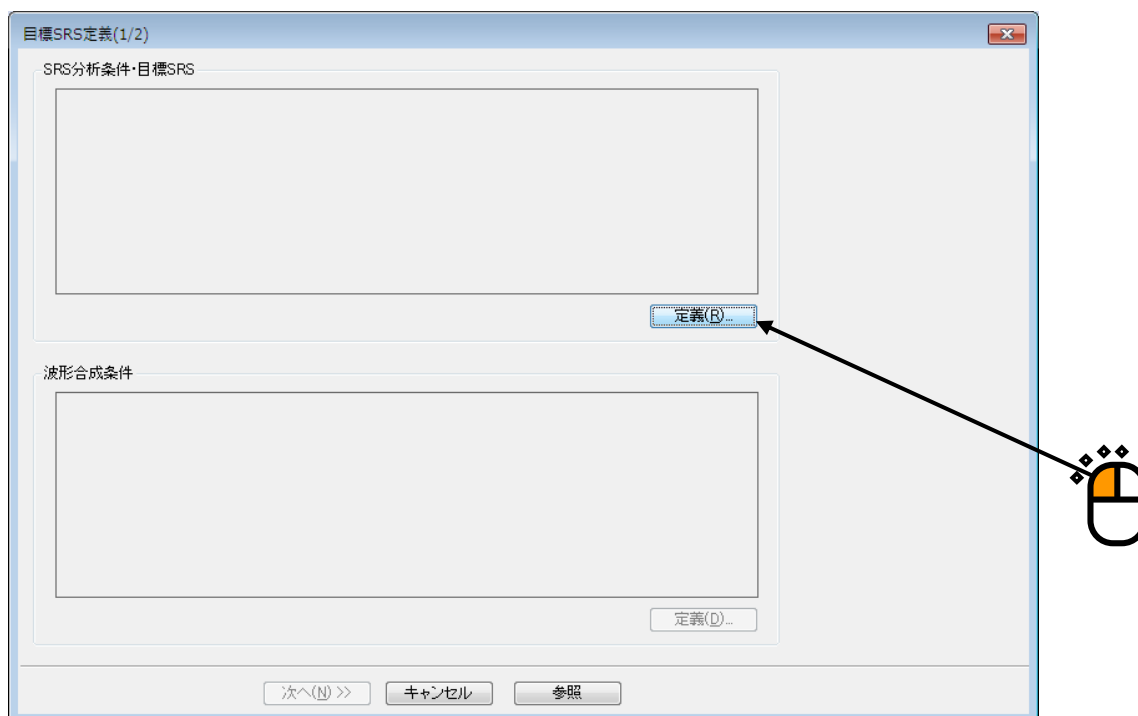 目標SRS定義(1/2)
SRS分析条件・目標SRS
定義(R)...
波形合成条件
定義(D)...
次へ(N) >>
キャンセル
参照